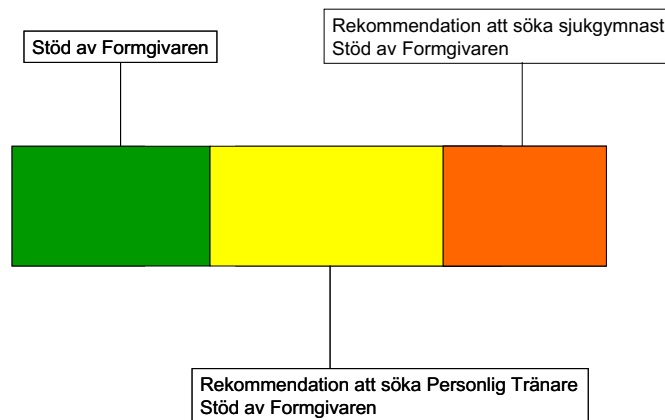 Stöd av Formgivaren
Rekommendation att söka sjukgymnast
Stöd av Formgivaren
Rekommendation att söka Personlig Tränare
Stöd av Formgivaren